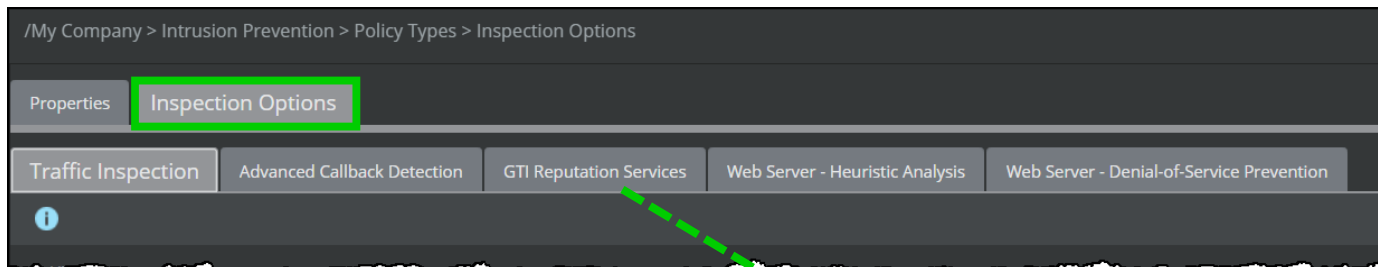 /My Company > Intrusion Prevention > Policy Types > Inspection Options
Properties Inspection Options
Traffic Inspection Advanced Callback Detection GTI Reputation Services Web Server - Heuristic Analysis Web Server - Denial-of-Service Prevention